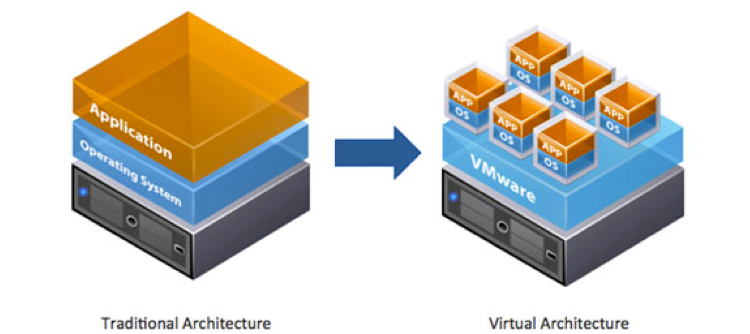 Application
Operating System
APP
OS
APP
OS
APP
OS
APP
OS
APP
OS
APP
OS
VMware
Traditional Architecture
Virtual Architecture